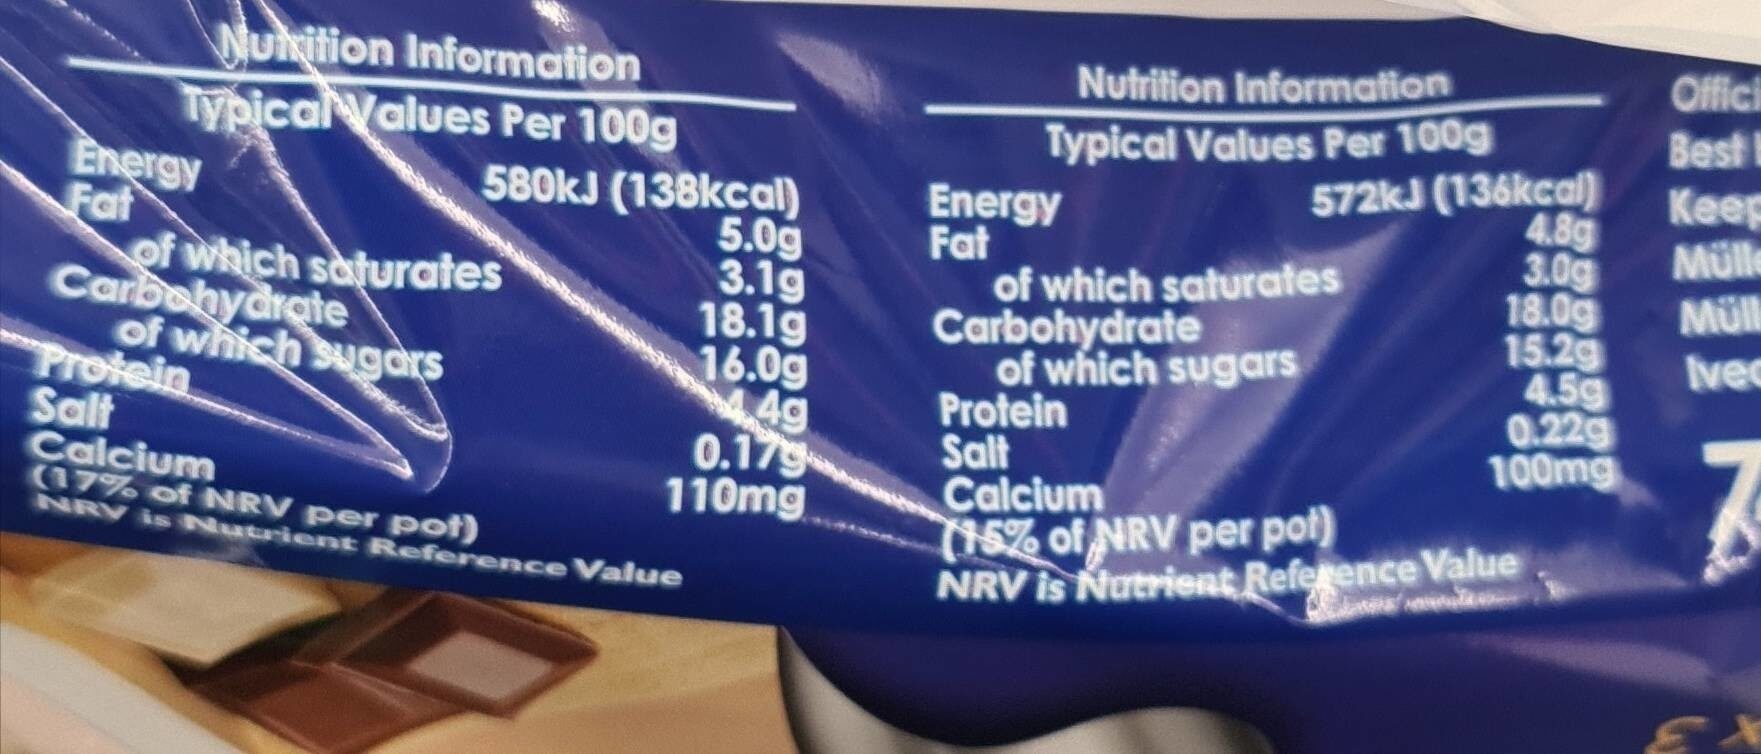 Nutrition Information
Typical Values Per 100g
Energy 580kJ (138kcal)
Fat 5.0g
of which saturates 3.1g
Carbohydrate 18.1g
of which sugars 16.0g
Protein 4.4g
Salt 0.17g
Calcium 110mg
(17% of NRV per pot)
NRV is Nutrient Reference Value
Nutrition Information
Typical Values Per 100g
Energy 572kJ (136kcal)
Fat 4.8g
of which saturates 3.0g
Carbohydrate 18.0g
of which sugars 15.2g
Protein 4.5g
Salt 0.22g
Calcium 100mg
(15% of NRV per pot)
NRV is Nutrient Reference Value
Best